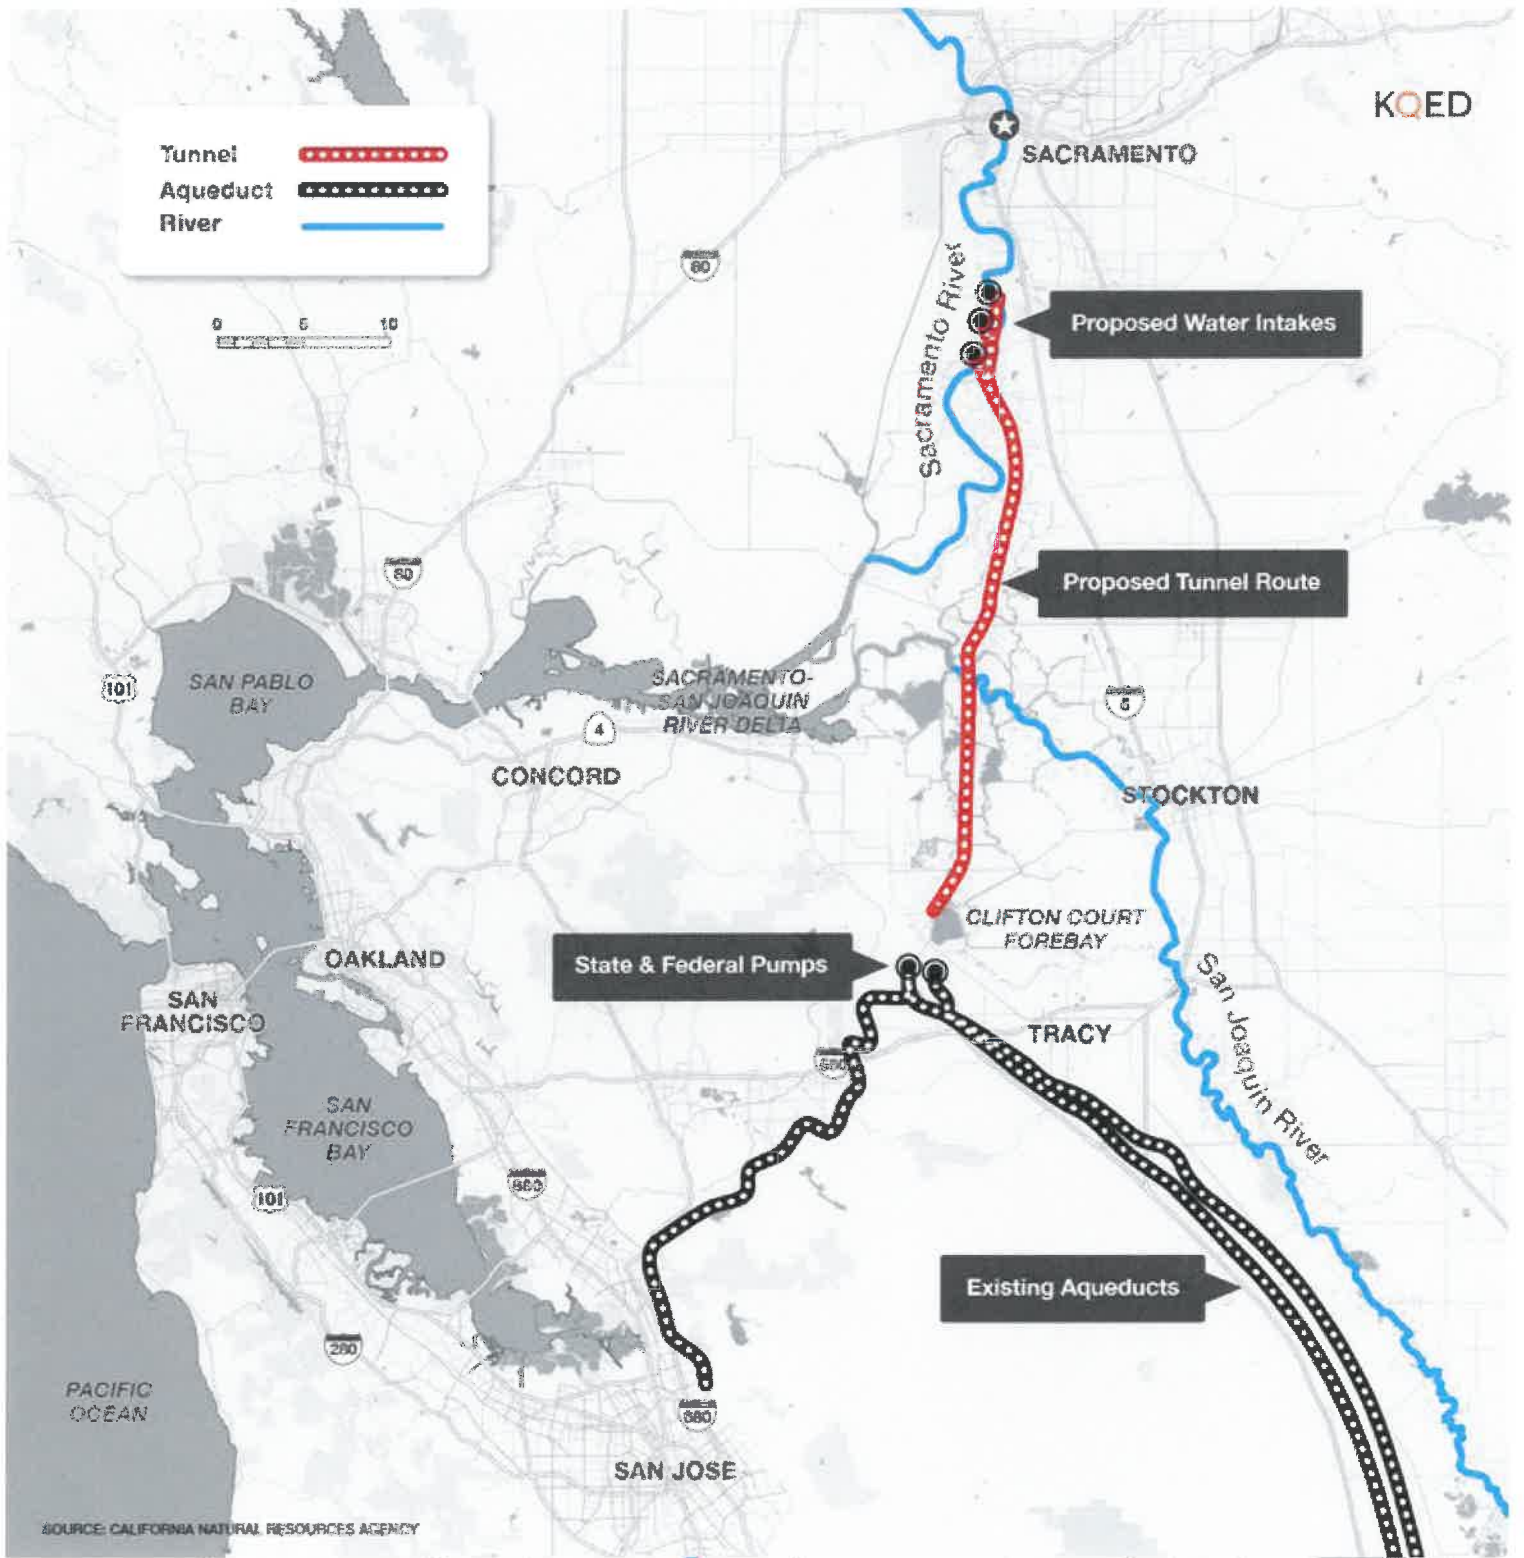 KQED
Tunnel
Aqueduct
River
0 5 10
SACRAMENTO
80
Sacramento River
Proposed Water Intakes
80
Proposed Tunnel Route
101
SAN PABLO
BAY
SACRAMENTO-
SAN JOAQUIN
RIVER DELTA
4
5
CONCORD
STOCKTON
CLIFTON COURT
FOREBAY
OAKLAND
State & Federal Pumps
SAN
FRANCISCO
TRACY
San Joaquin River
SAN
FRANCISCO
BAY
101
Existing Aqueducts
280
PACIFIC
OCEAN
SAN JOSE
SOURCE: CALIFORNIA NATURAL RESOURCES AGENCY